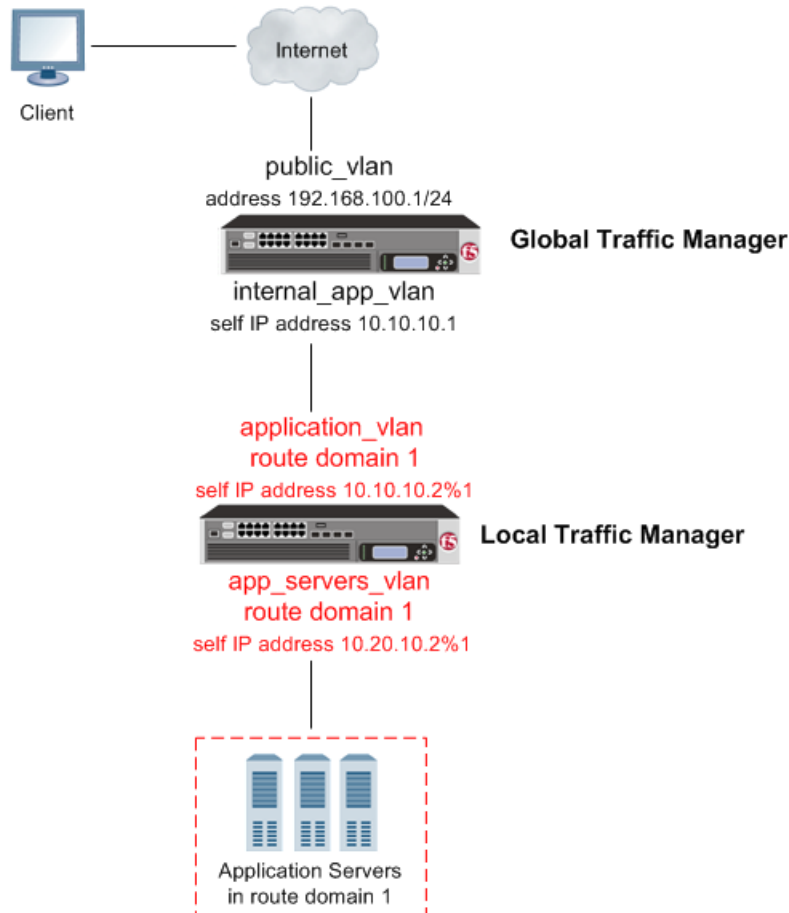 Internet
Client
public_vlan
address 192.168.100.1/24
f5
Global Traffic Manager
internal_app_vlan
self IP address 10.10.10.1
application_vlan
route domain 1
self IP address 10.10.10.2%1
f5
Local Traffic Manager
app_servers_vlan
route domain 1
self IP address 10.20.10.2%1
Application Servers
in route domain 1